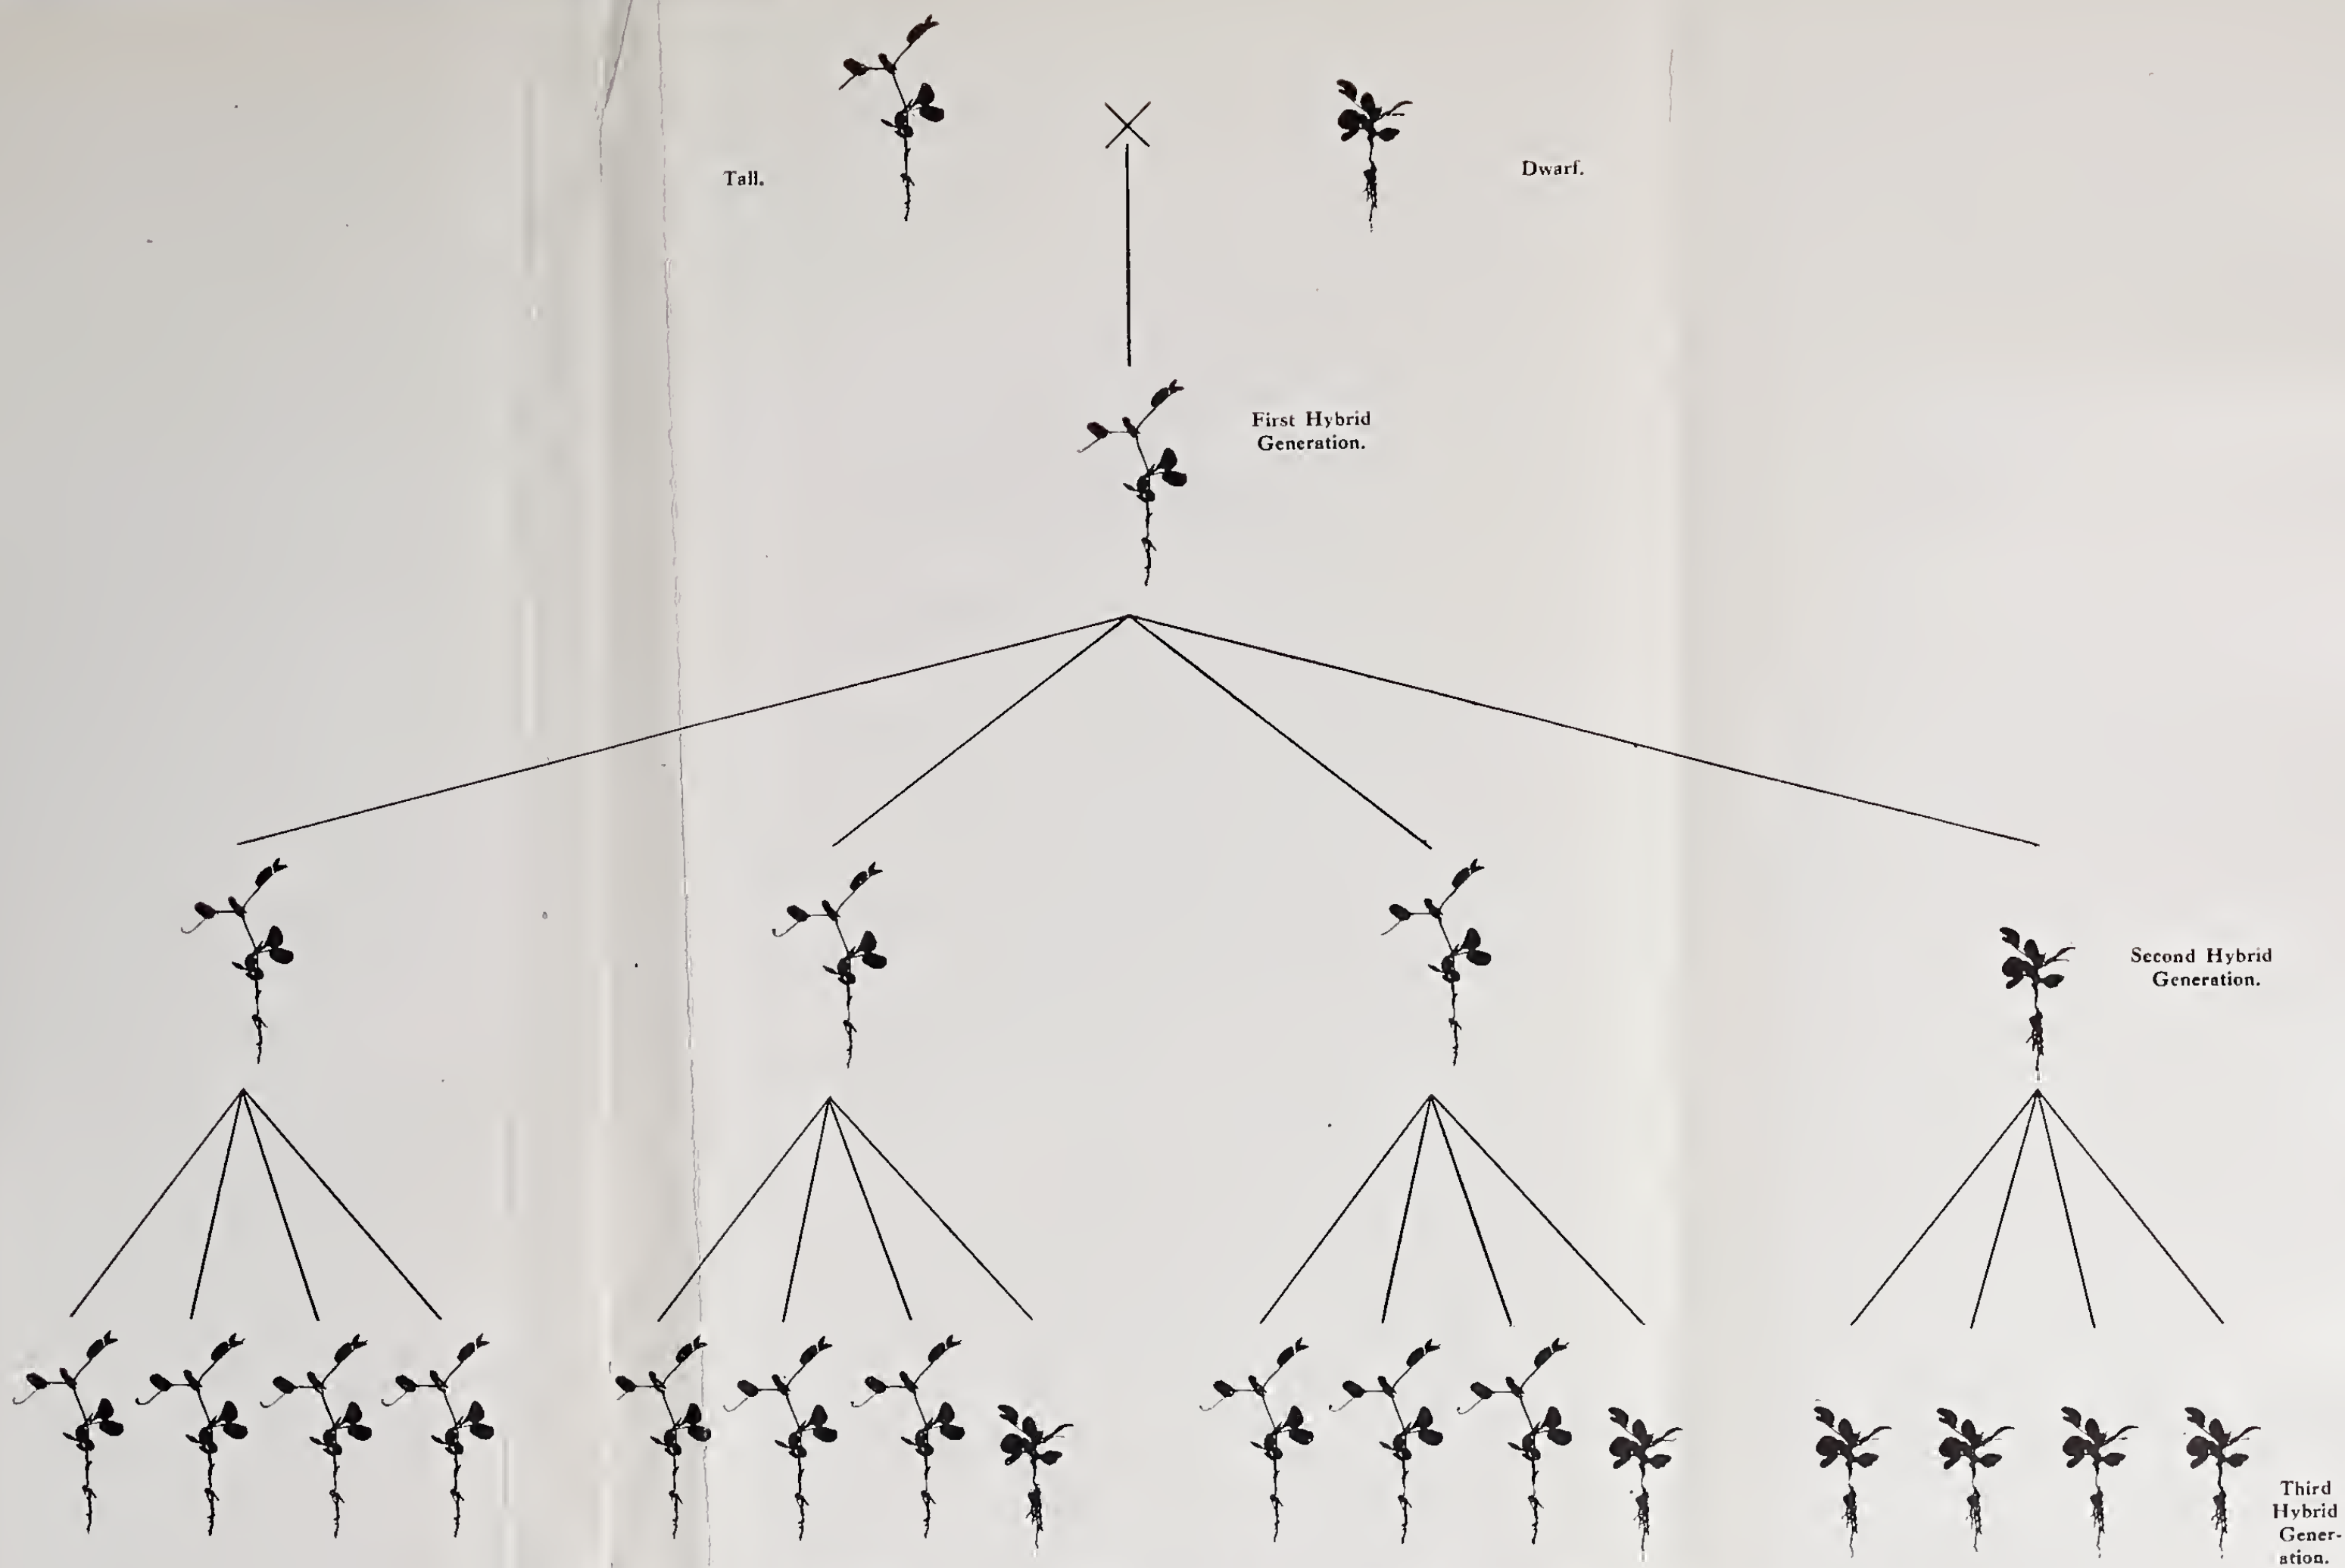 Tall.
Dwarf.
First Hybrid
Generation.
Second Hybrid
Generation.
Third
Hybrid
Gener-
ation.